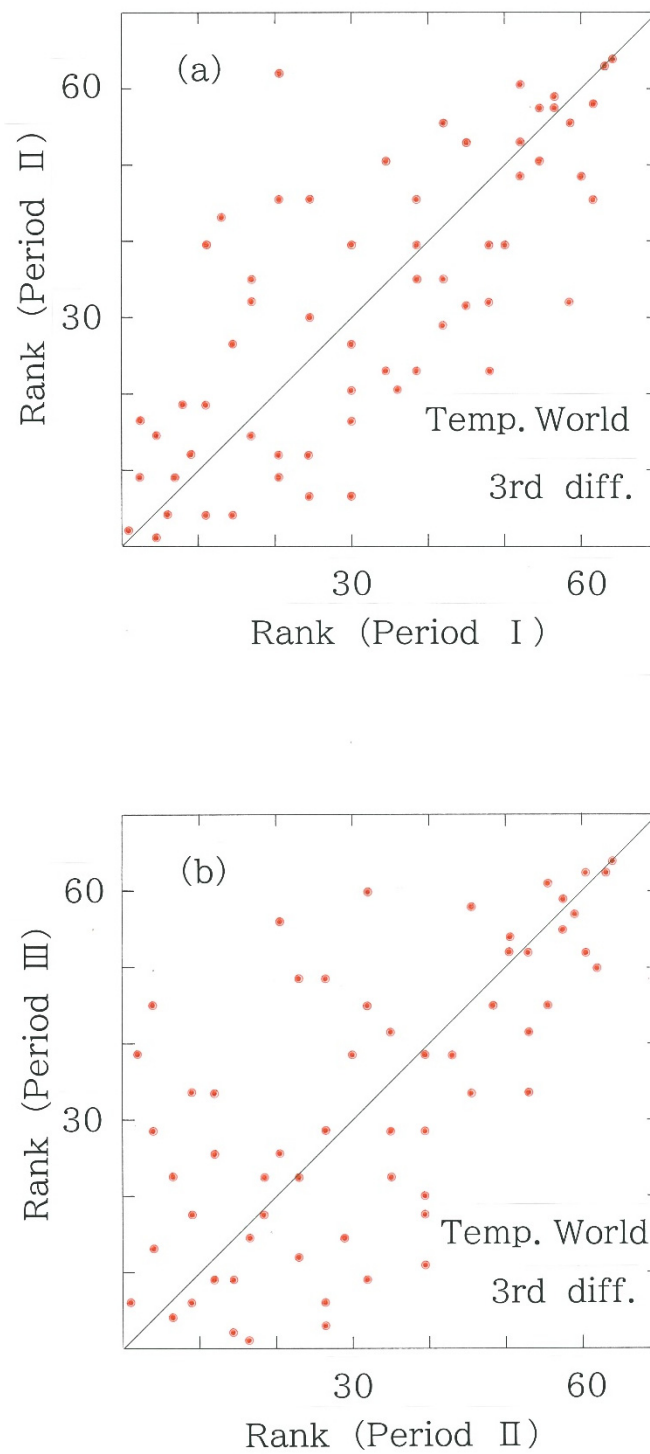 (a)
60
30
Rank (Period Ⅱ)
Temp. World
3rd diff.
30 60
Rank (Period Ⅰ)
(b)
60
30
Rank (Period Ⅲ)
Temp. World
3rd diff.
30 60
Rank (Period Ⅱ)